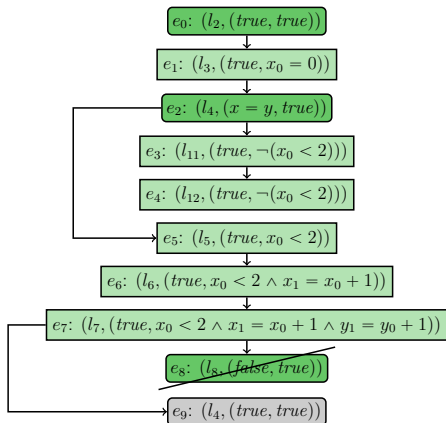 e₀: (l₂, (true, true))
e₁: (l₃, (true, x₀ = 0))
e₂: (l₄, (x = y, true))
e₃: (l₁₁, (true, ¬(x₀ < 2)))
e₄: (l₁₂, (true, ¬(x₀ < 2)))
e₅: (l₅, (true, x₀ < 2))
e₆: (l₆, (true, x₀ < 2 ∧ x₁ = x₀ + 1))
e₇: (l₇, (true, x₀ < 2 ∧ x₁ = x₀ + 1 ∧ y₁ = y₀ + 1))
e₈: (l₈, (false, true))
e₉: (l₄, (true, true))